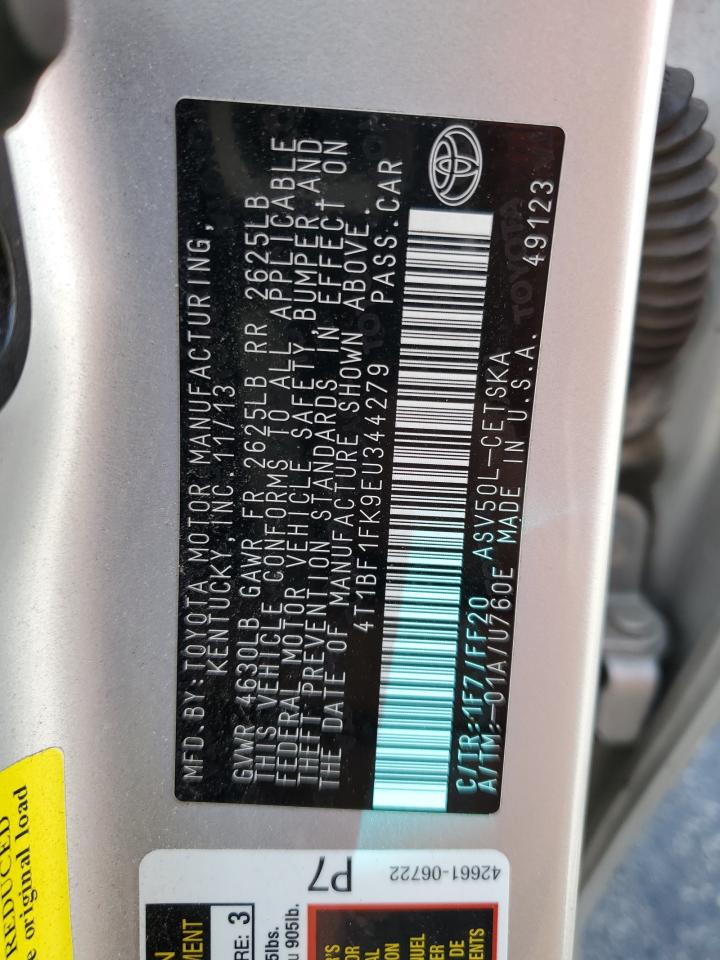 MFD. BY: TOYOTA MOTOR MANUFACTURING,
KENTUCKY, INC. 11/13
GVWR 4630LB GAWR FR 2625LB RR 2625LB
THIS VEHICLE CONFORMS TO ALL APPLICABLE
FEDERAL MOTOR VEHICLE SAFETY, BUMPER, AND
THEFT PREVENTION STANDARDS IN EFFECT ON
THE DATE OF MANUFACTURE SHOWN ABOVE.
4T1BF1FK9EU344279 PASS.CAR
C/TR: 1F7/FF20 ASV50L-CETSKA
A/TM: -01A/U760E MADE IN U.S.A. 49123
TOYOTA
REDUCED
original load
P7
42661-06722
RE: 3
905lb.